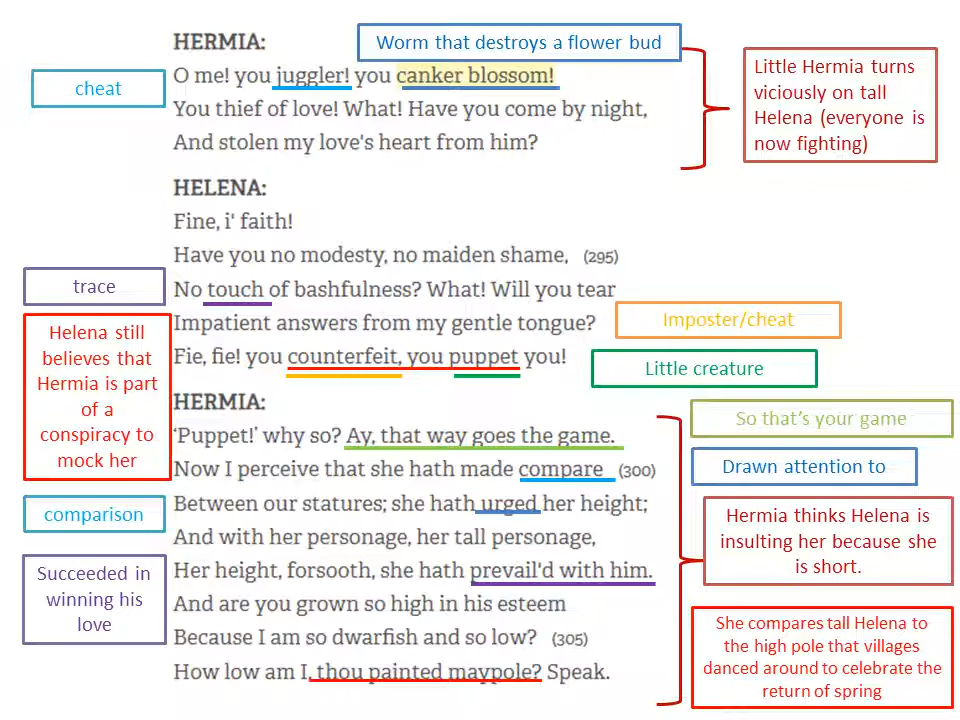 HERMIA:
Worm that destroys a flower bud
O me! you juggler! you canker blossom!
cheat
You thief of love! What! Have you come by night,
And stolen my love's heart from him?
Little Hermia turns
viciously on tall
Helena (everyone is
now fighting)
HELENA:
Fine, i' faith!
Have you no modesty, no maiden shame, (295)
trace
No touch of bashfulness? What! Will you tear
Impatient answers from my gentle tongue?
Imposter/cheat
Fie, fie! you counterfeit, you puppet you!
Little creature
Helena still
believes that
Hermia is part
of a
conspiracy to
mock her
HERMIA:
‘Puppet!’ why so? Ay, that way goes the game.
So that’s your game
Now I perceive that she hath made compare (300)
Drawn attention to
comparison
Between our statures; she hath urged her height;
And with her personage, her tall personage,
Hermia thinks Helena is
insulting her because she
is short.
Her height, forsooth, she hath prevail'd with him.
Succeeded in
winning his
love
And are you grown so high in his esteem
Because I am so dwarfish and so low? (305)
How low am I, thou painted maypole? Speak.
She compares tall Helena to
the high pole that villages
danced around to celebrate the
return of spring